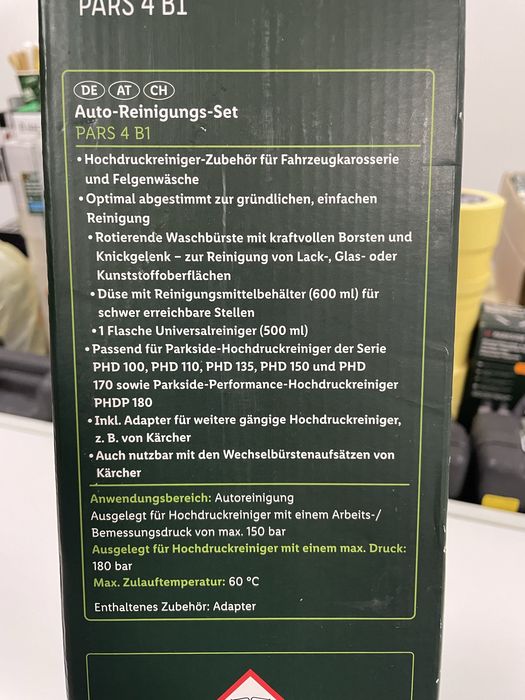 PARS 4 B1
DE AT CH
Auto-Reinigungs-Set
PARS 4 B1
• Hochdruckreiniger-Zubehör für Fahrzeugkarosserie
und Felgenwäsche
• Optimal abgestimmt zur gründlichen, einfachen
Reinigung
• Rotierende Waschbürste mit kraftvollen Borsten und
Knickgelenk – zur Reinigung von Lack-, Glas- oder
Kunststoffoberflächen
• Düse mit Reinigungsmittelbehälter (600 ml) für
schwer erreichbare Stellen
• 1 Flasche Universalreiniger (500 ml)
• Passend für Parkside-Hochdruckreiniger der Serie
PHD 100, PHD 110, PHD 135, PHD 150 und PHD
170 sowie Parkside-Performance-Hochdruckreiniger
PHDP 180
• Inkl. Adapter für weitere gängige Hochdruckreiniger,
z. B. von Kärcher
• Auch nutzbar mit den Wechselbürstenaufsätzen von
Kärcher
Anwendungsbereich: Autoreinigung
Ausgelegt für Hochdruckreiniger mit einem Arbeits-/
Bemessungsdruck von max. 150 bar
Ausgelegt für Hochdruckreiniger mit einem max. Druck:
180 bar
Max. Zulauftemperatur: 60 °C
Enthaltenes Zubehör: Adapter